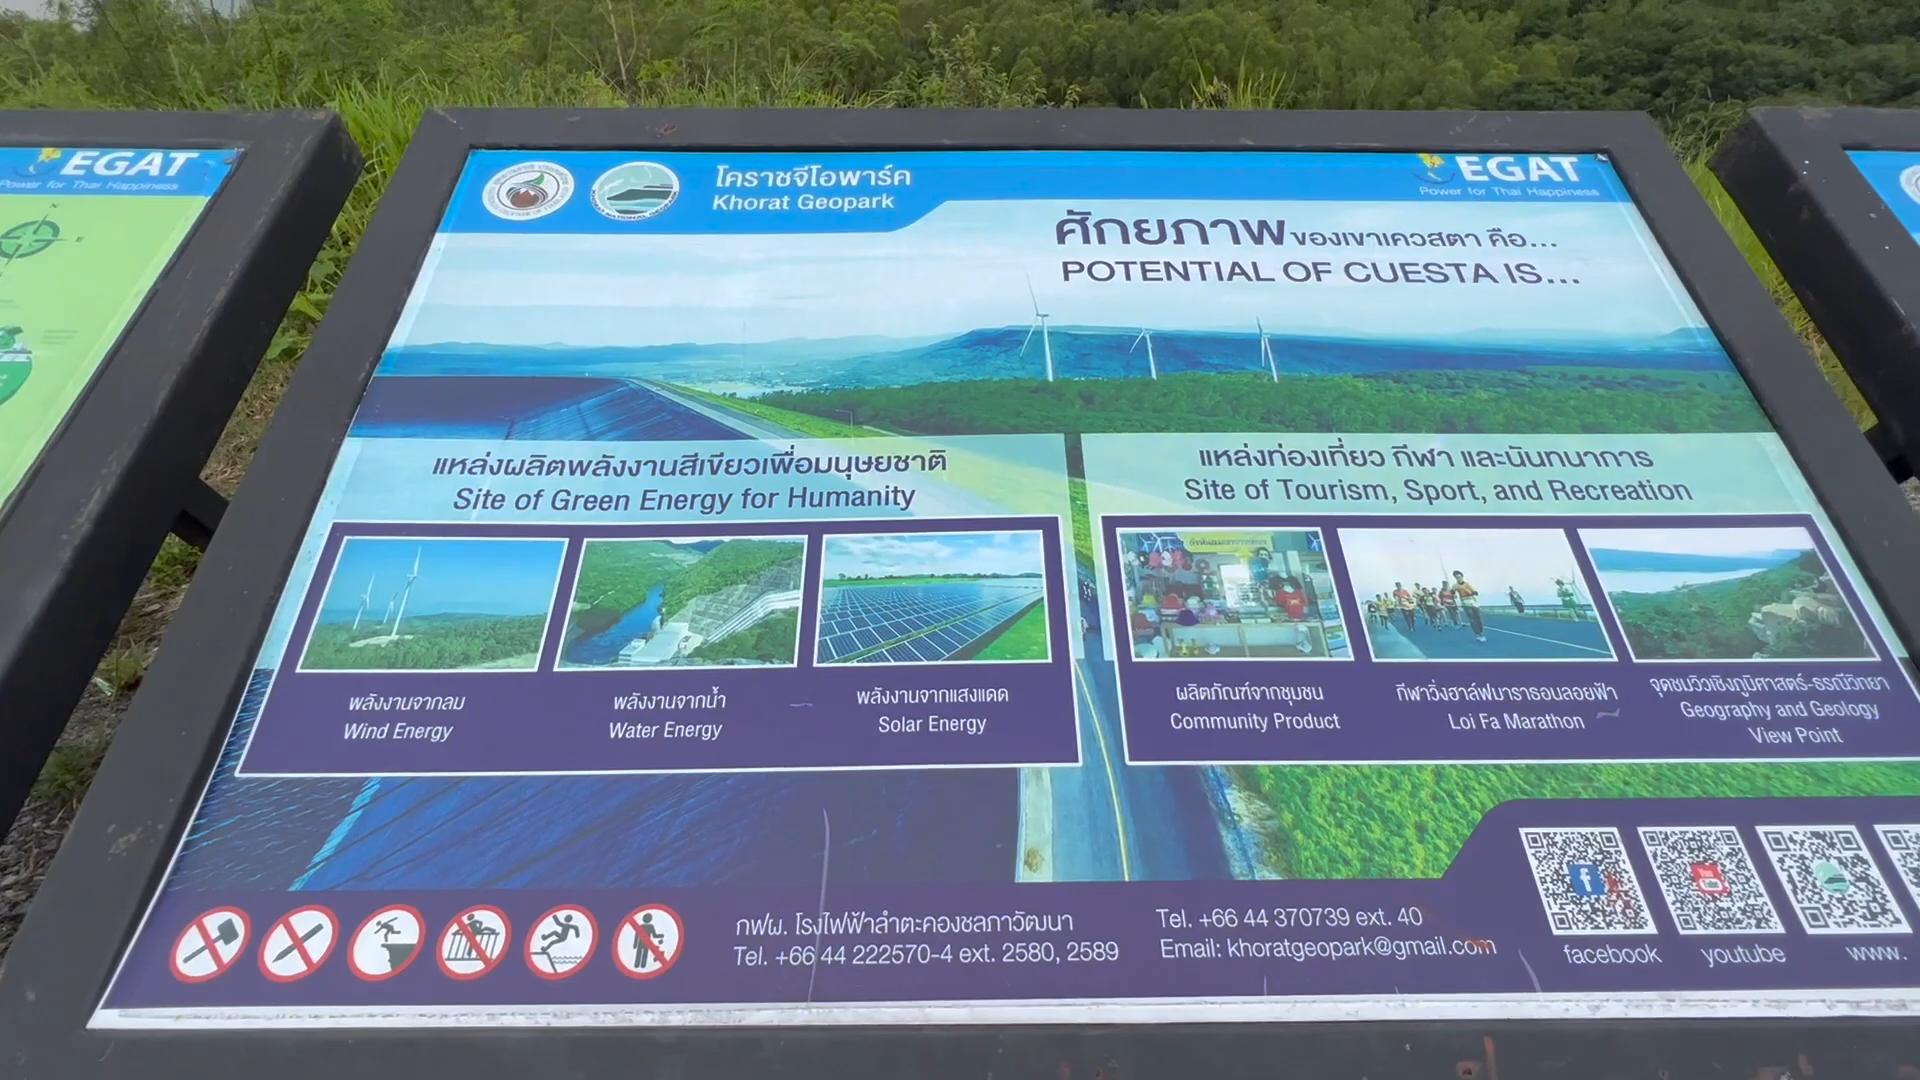 EGAT
Power for Thai Happiness
โคราชจีโอพาร์ค
Khorat Geopark
EGAT
Power for Thai Happiness
ศักยภาพของเขาเควสตา คือ...
POTENTIAL OF CUESTA IS...
แหล่งผลิตพลังงานสีเขียวเพื่อมนุษยชาติ
Site of Green Energy for Humanity
พลังงานจากลม
Wind Energy
พลังงานจากน้ำ
Water Energy
พลังงานจากแสงแดด
Solar Energy
แหล่งท่องเที่ยว กีฬา และนันทนาการ
Site of Tourism, Sport, and Recreation
ผลิตภัณฑ์จากชุมชน
Community Product
กีฬาวิ่งฮาล์ฟมาราธอนลอยฟ้า
Loi Fa Marathon
จุดชมวิวเชิงภูมิศาสตร์-ธรณีวิทยา
Geography and Geology
View Point
กฟผ. โรงไฟฟ้าลำตะคองชลภาวัฒนา
Tel. +66 44 222570-4 ext. 2580, 2589
Tel. +66 44 370739 ext. 40
Email: khoratgeopark@gmail.com
facebook
youtube
www.